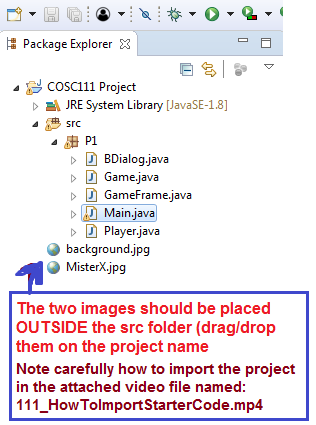 Package Explorer
COSC111 Project
JRE System Library [JavaSE-1.8]
src
P1
BDialog.java
Game.java
GameFrame.java
Main.java
Player.java
background.jpg
MisterX.jpg
The two images should be placed
OUTSIDE the src folder (drag/drop
them on the project name
Note carefully how to import the project
in the attached video file named:
111_HowToImportStarterCode.mp4